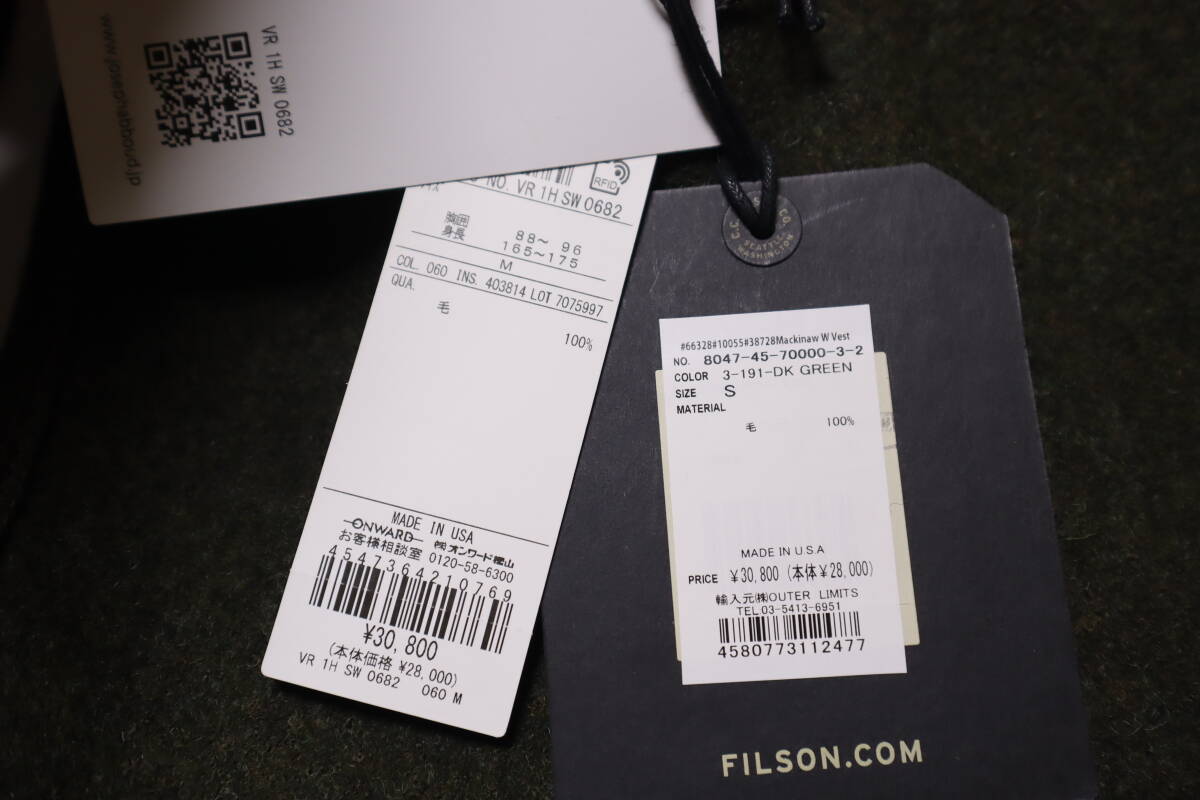 www.josephabboud.jp
VR 1H SW 0682
NO. VR 1H SW 0682
RFID
胸囲 88～ 96
身長 165～175
M
COL. 060 INS. 403814 LOT 7075997
QUA.
毛
100%
MADE IN USA
ONWARD ㈱オンワード樫山
お客様相談室 0120-58-6300
4547364210769
¥30,800
(本体価格 ¥28,000)
VR 1H SW 0682 060 M
SEATTLE
WASHINGTON
#66328#10055#38728Mackinaw W Vest
NO. 8047-45-70000-3-2
COLOR 3-191-DK GREEN
SIZE S
MATERIAL
毛 100%
MADE IN U.S.A
PRICE ¥30,800 (本体¥28,000)
輸入元㈱OUTER LIMITS
TEL.03-5413-6951
4580773112477
FILSON.COM